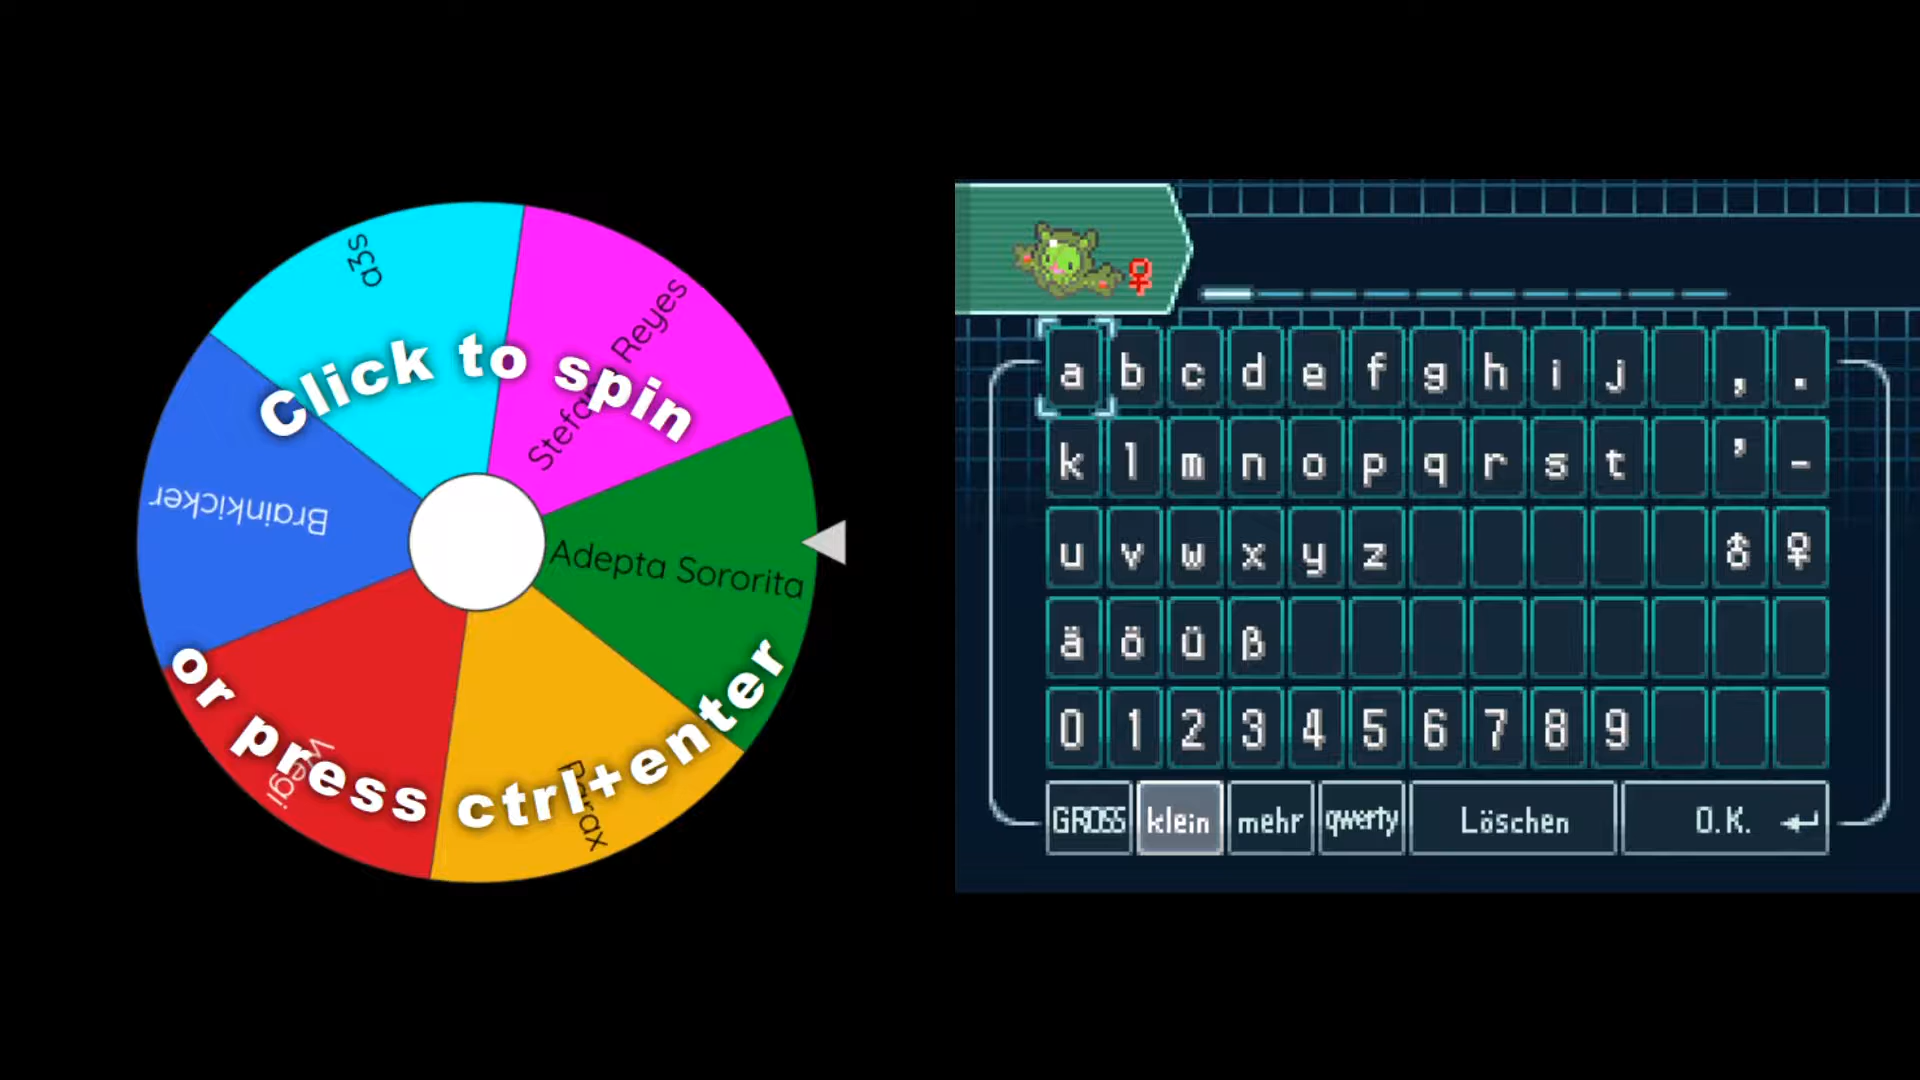 Click to spin
or press ctrl+enter
a3s
Reyes
Adepta Sororita
Brainkicker
a b c d e f g h i j , .
k l m n o p q r s t ' -
u v w x y z ♂ ♀
ä ö ü ß
0 1 2 3 4 5 6 7 8 9
GROSS klein mehr qwerty Löschen O.K.